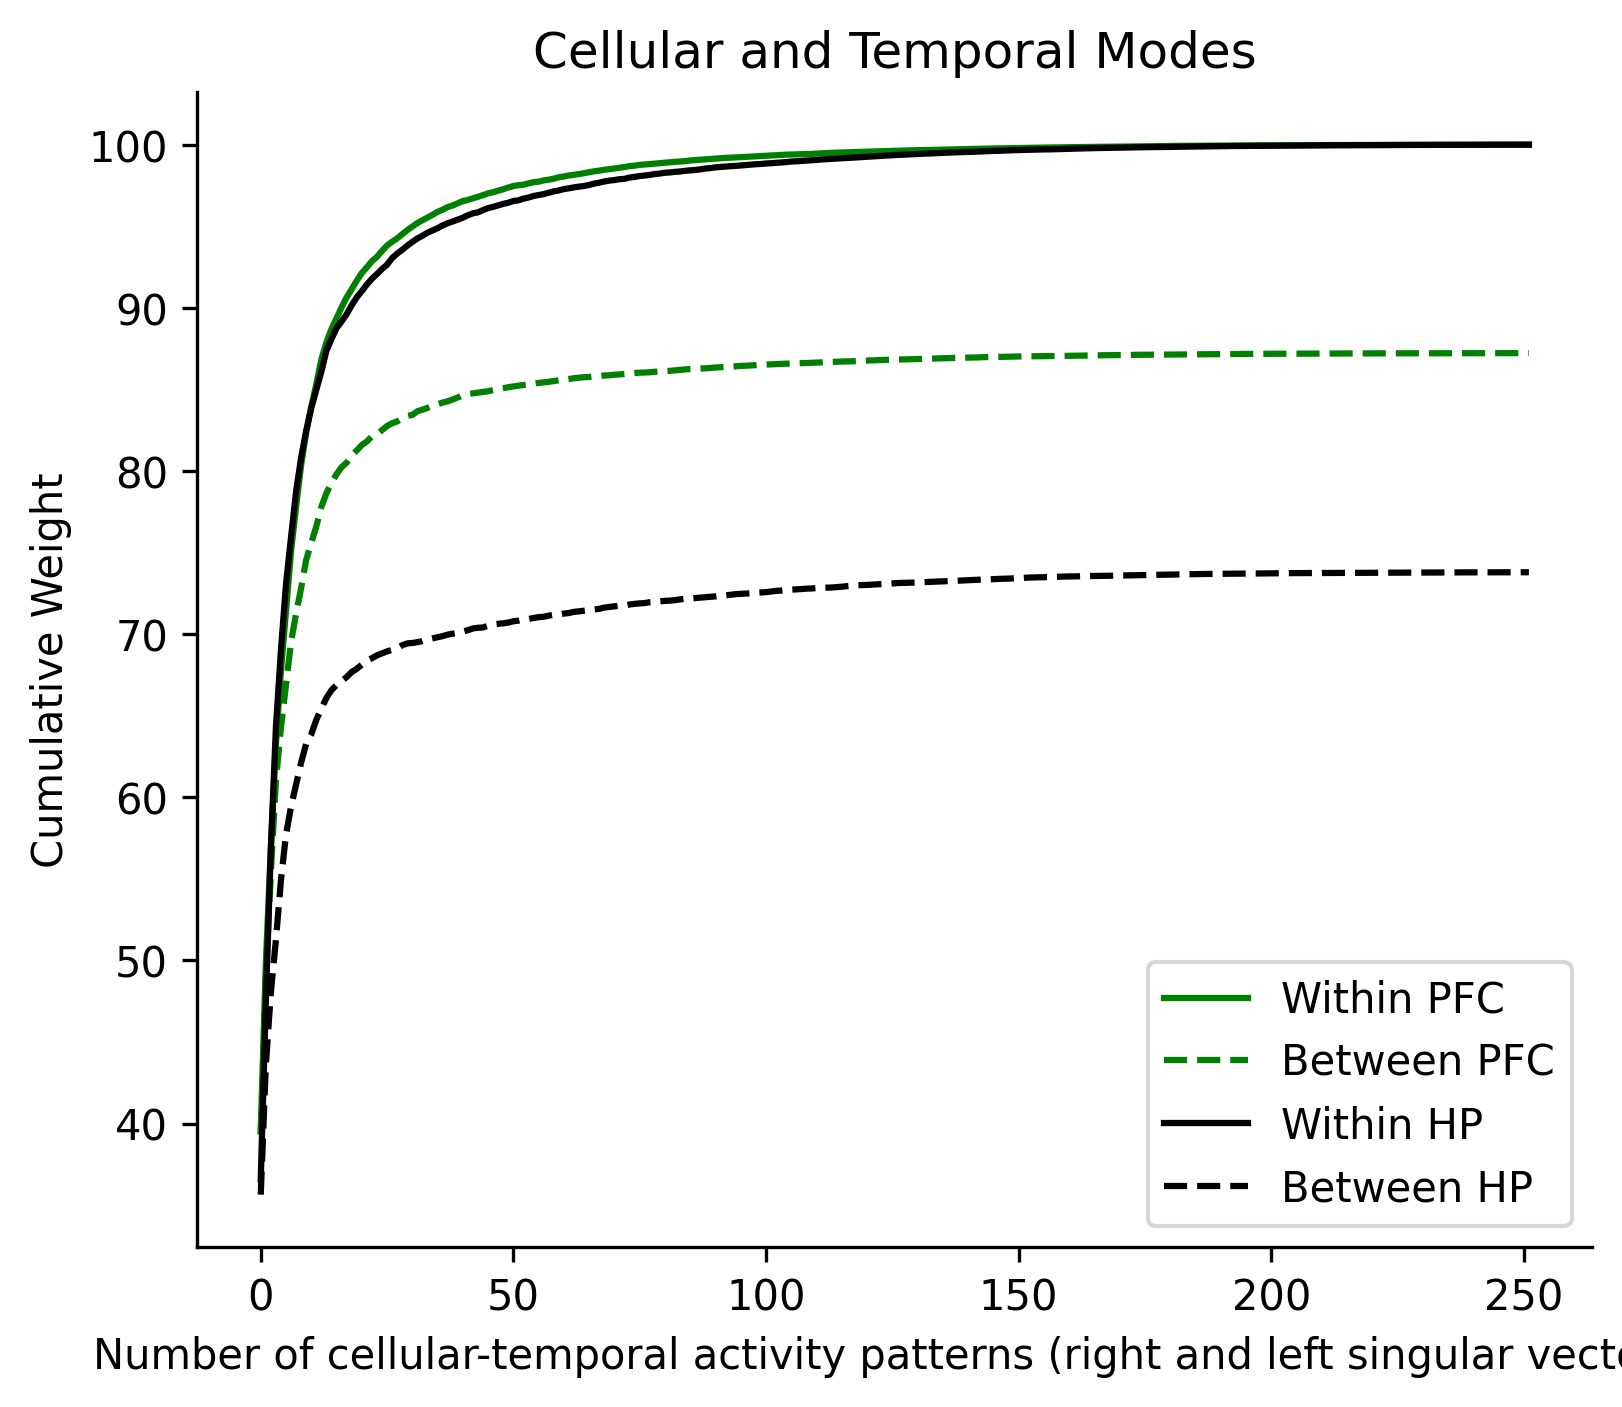 Cellular and Temporal Modes
100
90
80
70
60
50
40
Cumulative Weight
Within PFC
Between PFC
Within HP
Between HP
0 50 100 150 200 250
Number of cellular-temporal activity patterns (right and left singular